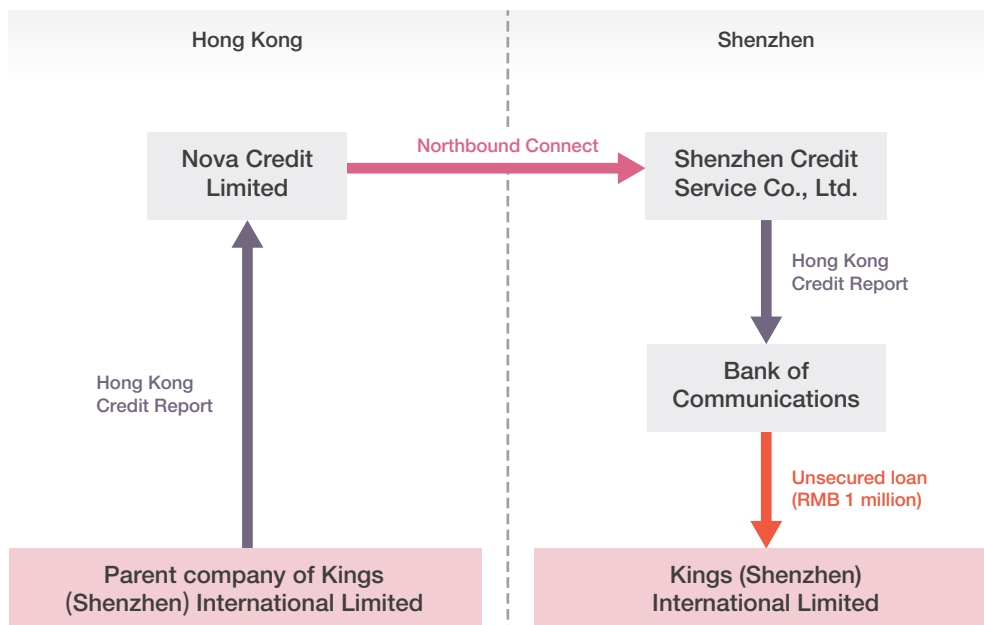 Hong Kong
Shenzhen
Nova Credit
Limited
Northbound Connect
Shenzhen Credit
Service Co., Ltd.
Hong Kong
Credit Report
Hong Kong
Credit Report
Bank of
Communications
Unsecured loan
(RMB 1 million)
Parent company of Kings
(Shenzhen) International Limited
Kings (Shenzhen)
International Limited